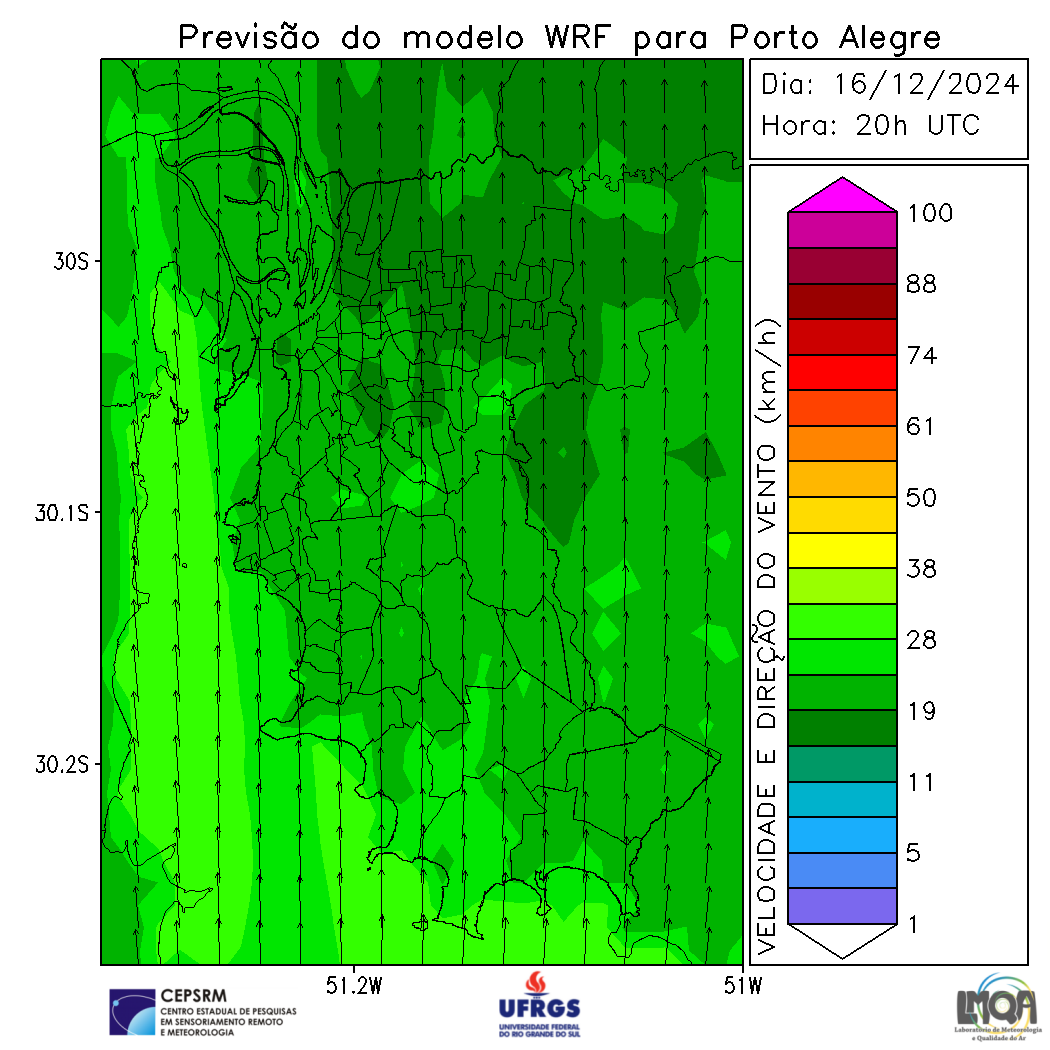 Previsão do modelo WRF para Porto Alegre
Dia: 16/12/2024
Hora: 20h UTC
30S
30.1S
30.2S
51.2W
51W
VELOCIDADE E DIREÇÃO DO VENTO (km/h)
100
88
74
61
50
38
28
19
11
5
1
CEPSRM
CENTRO ESTADUAL DE PESQUISAS
EM SENSORIAMENTO REMOTO
E METEOROLOGIA
UFRGS
UNIVERSIDADE FEDERAL
DO RIO GRANDE DO SUL
LMQA
Laboratório de Meteorologia
e Qualidade do Ar